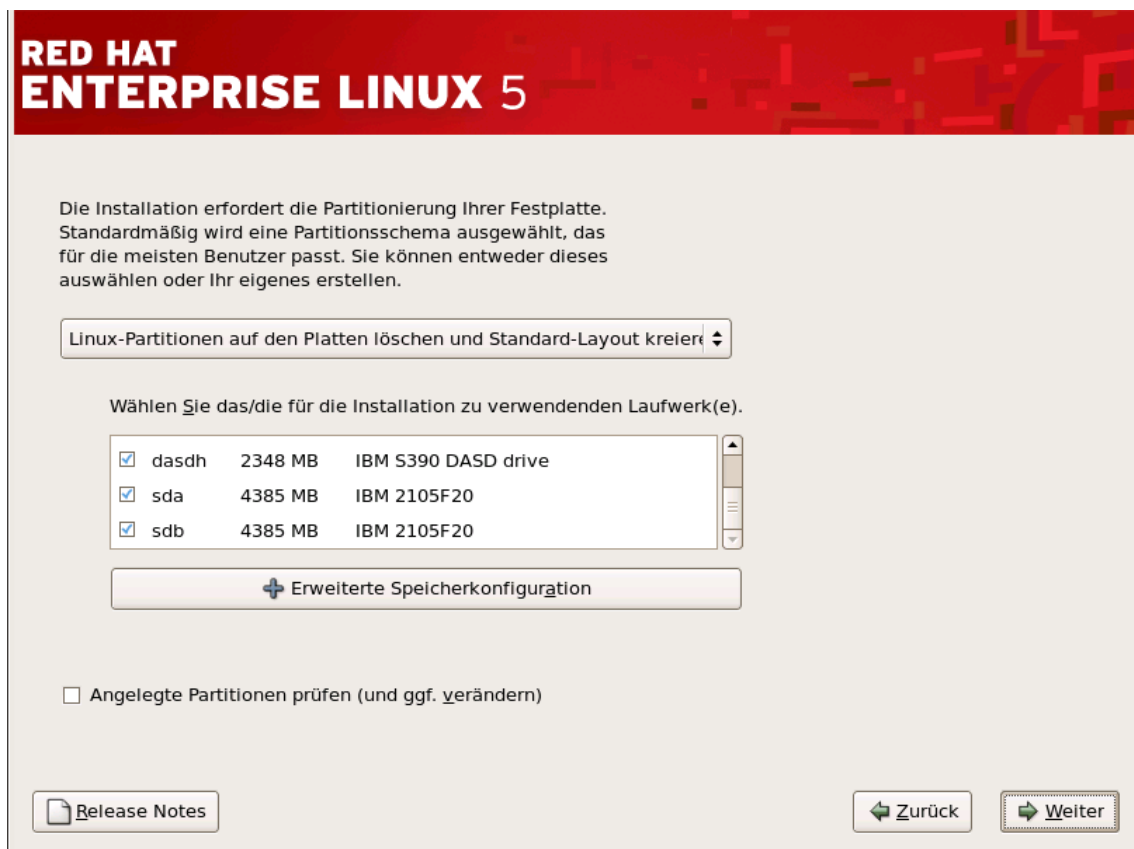 RED HAT
ENTERPRISE LINUX 5
Die Installation erfordert die Partitionierung Ihrer Festplatte.
Standardmäßig wird eine Partitionsschema ausgewählt, das
für die meisten Benutzer passt. Sie können entweder dieses
auswählen oder Ihr eigenes erstellen.
Linux-Partitionen auf den Platten löschen und Standard-Layout kreiere
Wählen Sie das/die für die Installation zu verwendenden Laufwerk(e).
dasdh 2348 MB IBM S390 DASD drive
sda 4385 MB IBM 2105F20
sdb 4385 MB IBM 2105F20
Erweiterte Speicherkonfiguration
Angelegte Partitionen prüfen (und ggf. verändern)
Release Notes Zurück Weiter